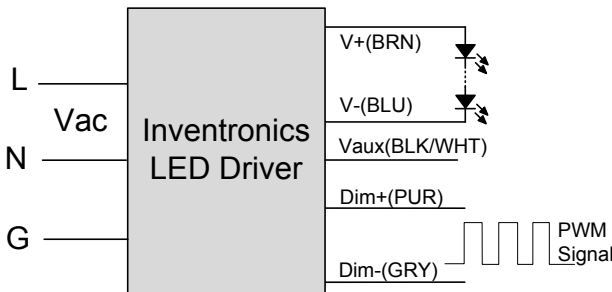 L
Vac
N
G
Inventronics
LED Driver
V+(BRN)
V-(BLU)
Vaux(BLK/WHT)
Dim+(PUR)
PWM
Signal
Dim-(GRY)